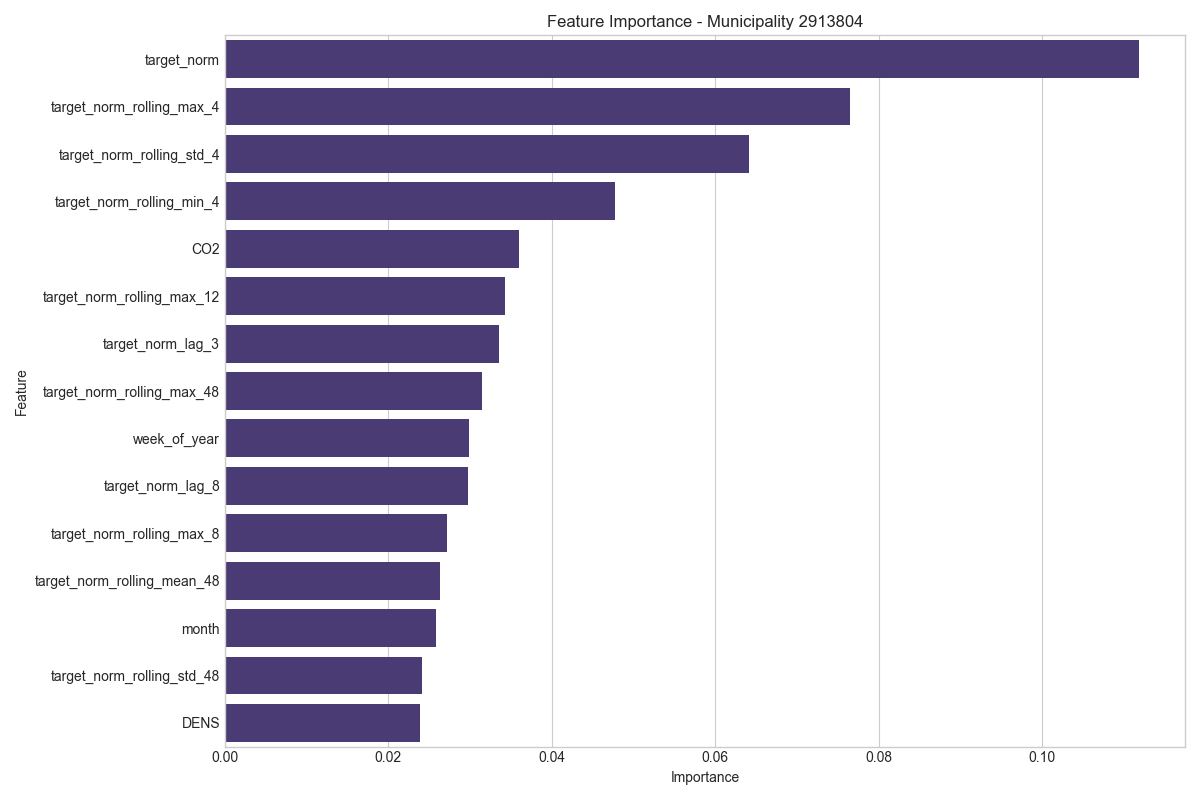 Feature Importance - Municipality 2913804
target_norm
target_norm_rolling_max_4
target_norm_rolling_std_4
target_norm_rolling_min_4
CO2
target_norm_rolling_max_12
target_norm_lag_3
target_norm_rolling_max_48
week_of_year
target_norm_lag_8
target_norm_rolling_max_8
target_norm_rolling_mean_48
month
target_norm_rolling_std_48
DENS
Feature
0.00 0.02 0.04 0.06 0.08 0.10
Importance